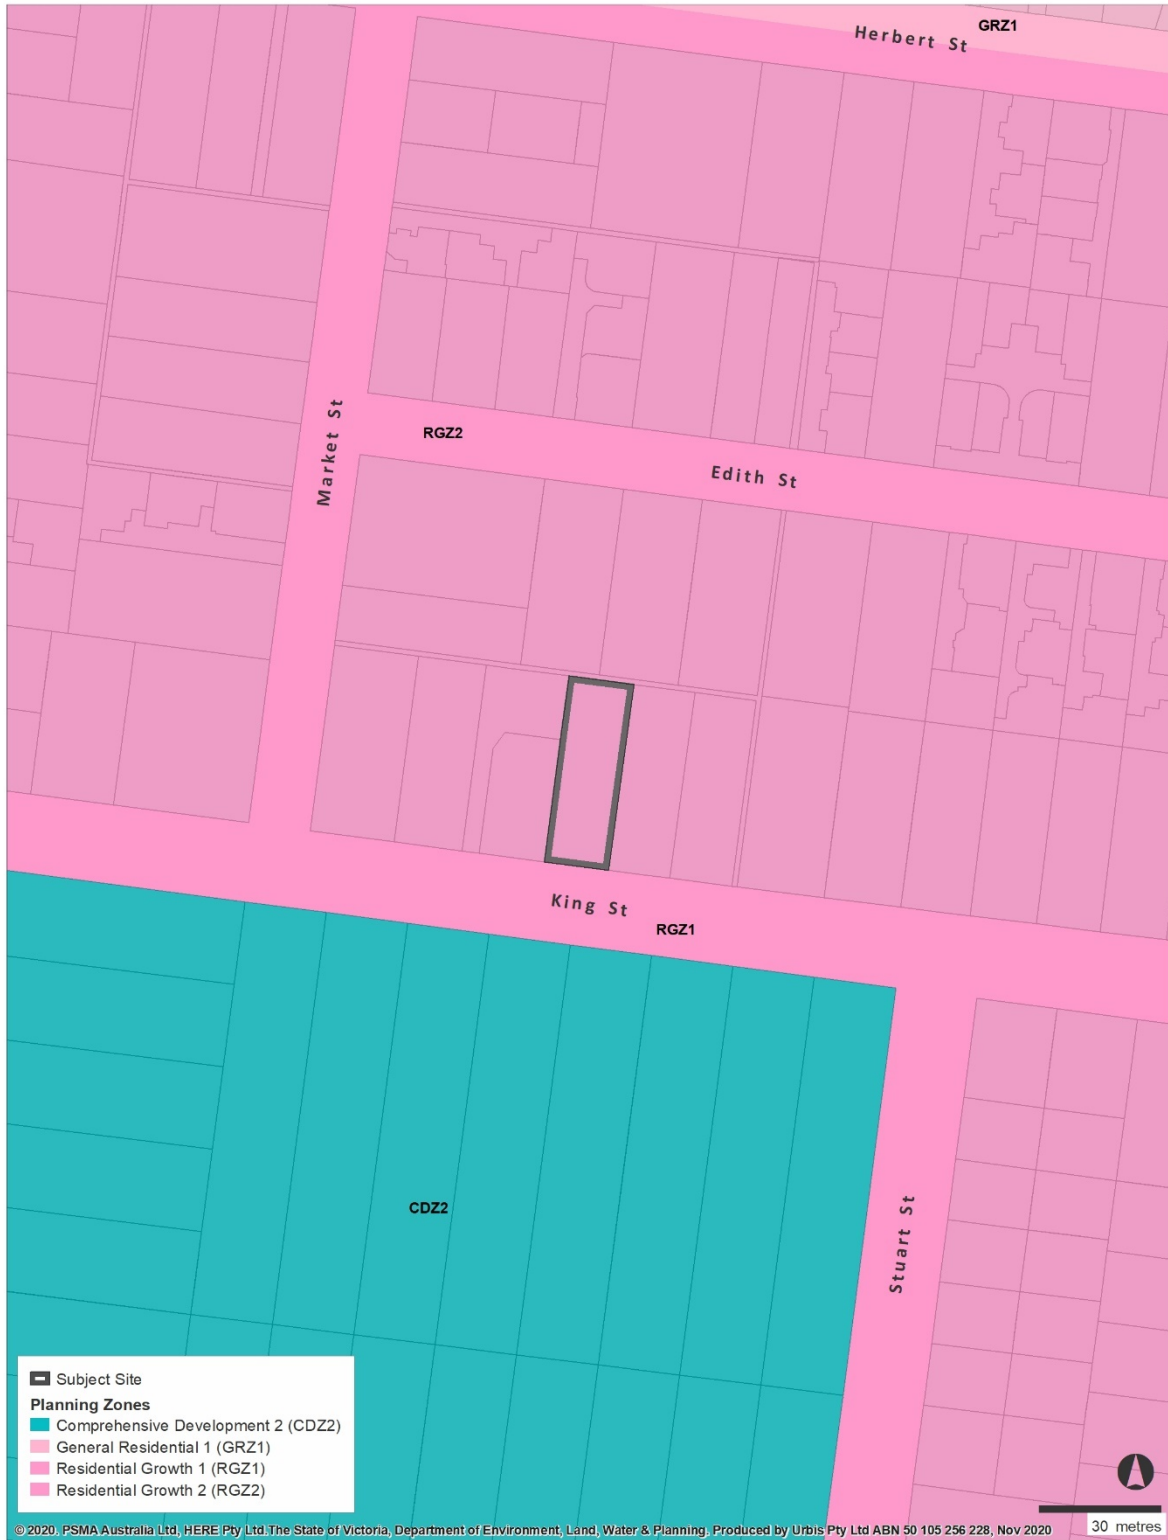 GRZ1
Herbert St
Market St
RGZ2
Edith St
King St
RGZ1
CDZ2
Stuart St
Subject Site
Planning Zones
Comprehensive Development 2 (CDZ2)
General Residential 1 (GRZ1)
Residential Growth 1 (RGZ1)
Residential Growth 2 (RGZ2)
30 metres
© 2020. PSMA Australia Ltd, HERE Pty Ltd.The State of Victoria, Department of Environment, Land, Water & Planning. Produced by Urbis Pty Ltd ABN 50 105 256 228, Nov 2020